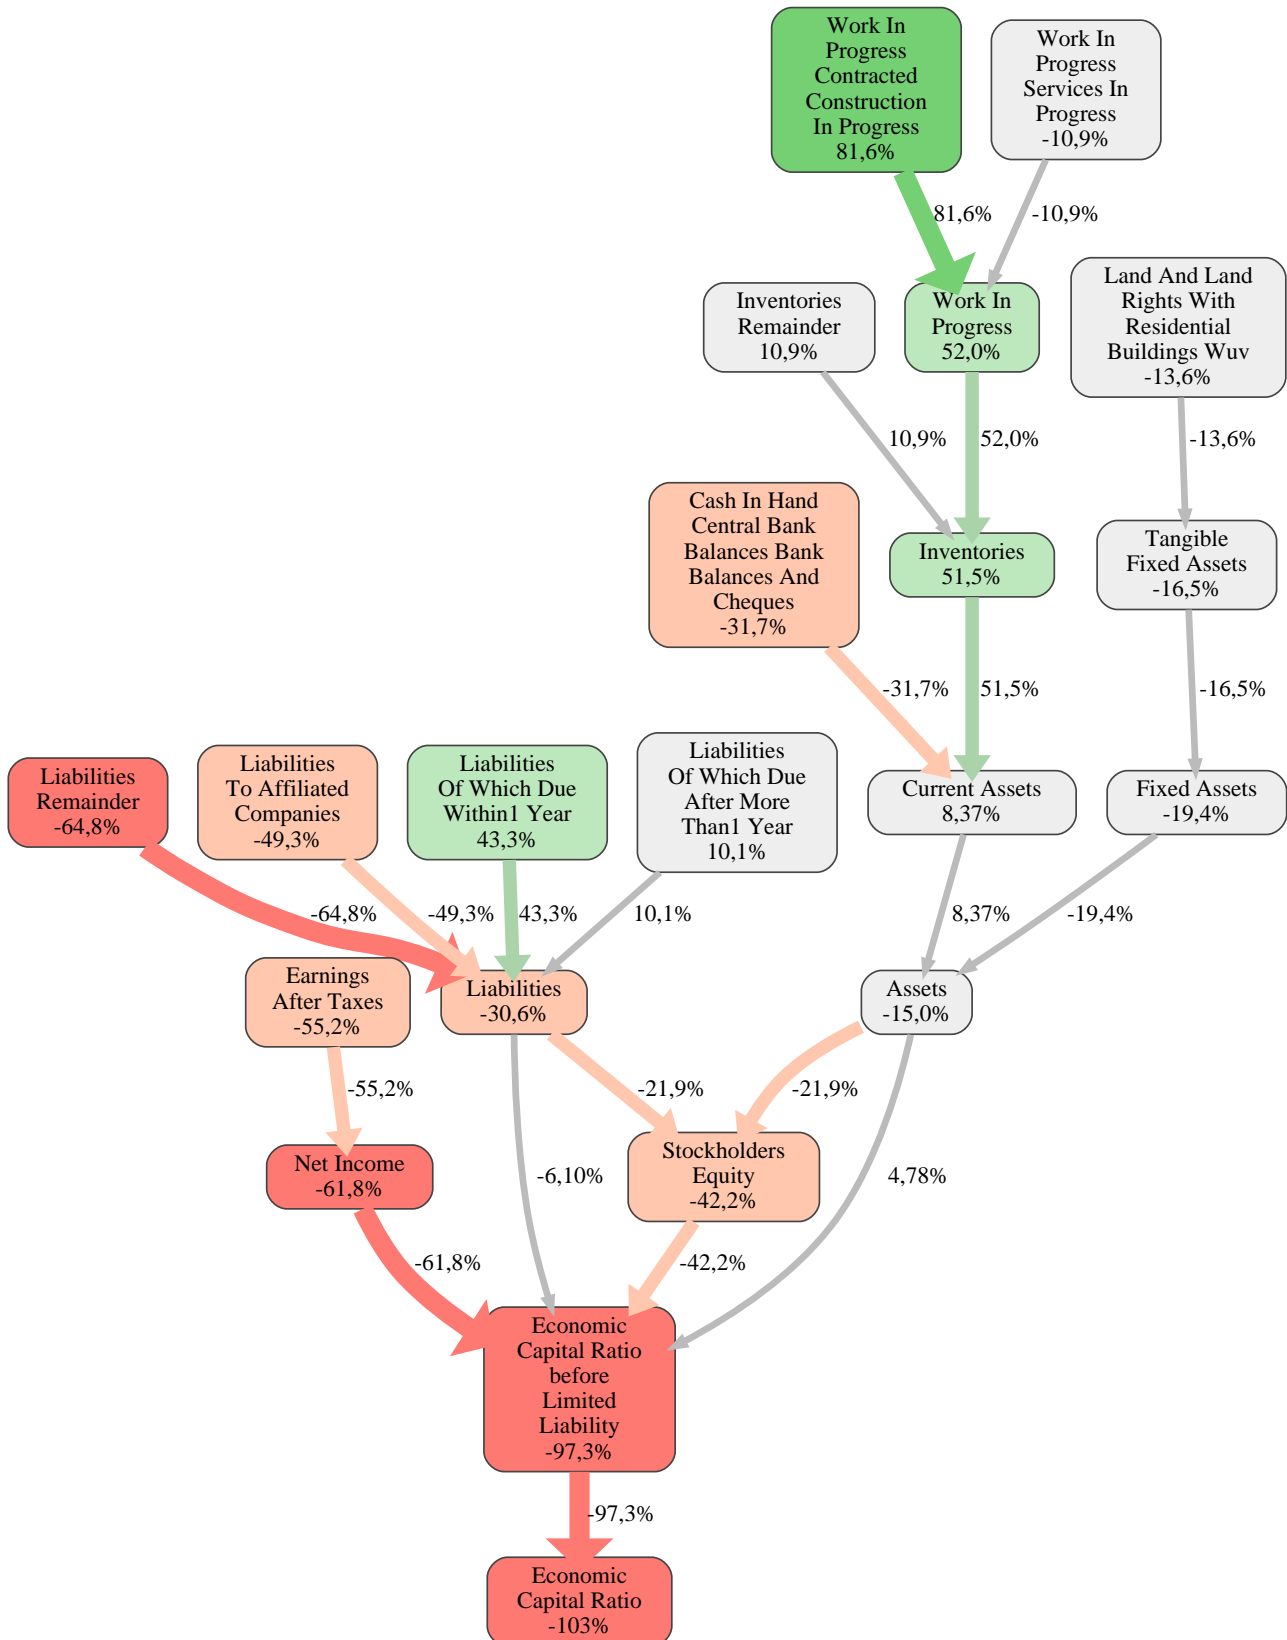 Work In
Progress
Contracted
Construction
In Progress
81,6%
Work In
Progress
Services In
Progress
-10,9%
81,6%
-10,9%
Inventories
Remainder
10,9%
Work In
Progress
52,0%
Land And Land
Rights With
Residential
Buildings Wuv
-13,6%
10,9%
52,0%
-13,6%
Cash In Hand
Central Bank
Balances Bank
Balances And
Cheques
-31,7%
Inventories
51,5%
Tangible
Fixed Assets
-16,5%
-31,7%
51,5%
-16,5%
Liabilities
Remainder
-64,8%
Liabilities
To Affiliated
Companies
-49,3%
Liabilities
Of Which Due
Within1 Year
43,3%
Liabilities
Of Which Due
After More
Than1 Year
10,1%
Current Assets
8,37%
Fixed Assets
-19,4%
-64,8%
-49,3%
43,3%
10,1%
8,37%
-19,4%
Earnings
After Taxes
-55,2%
Liabilities
-30,6%
Assets
-15,0%
-55,2%
-21,9%
-21,9%
Net Income
-61,8%
-6,10%
Stockholders
Equity
-42,2%
4,78%
-61,8%
-42,2%
Economic
Capital Ratio
before
Limited
Liability
-97,3%
-97,3%
Economic
Capital Ratio
-103%